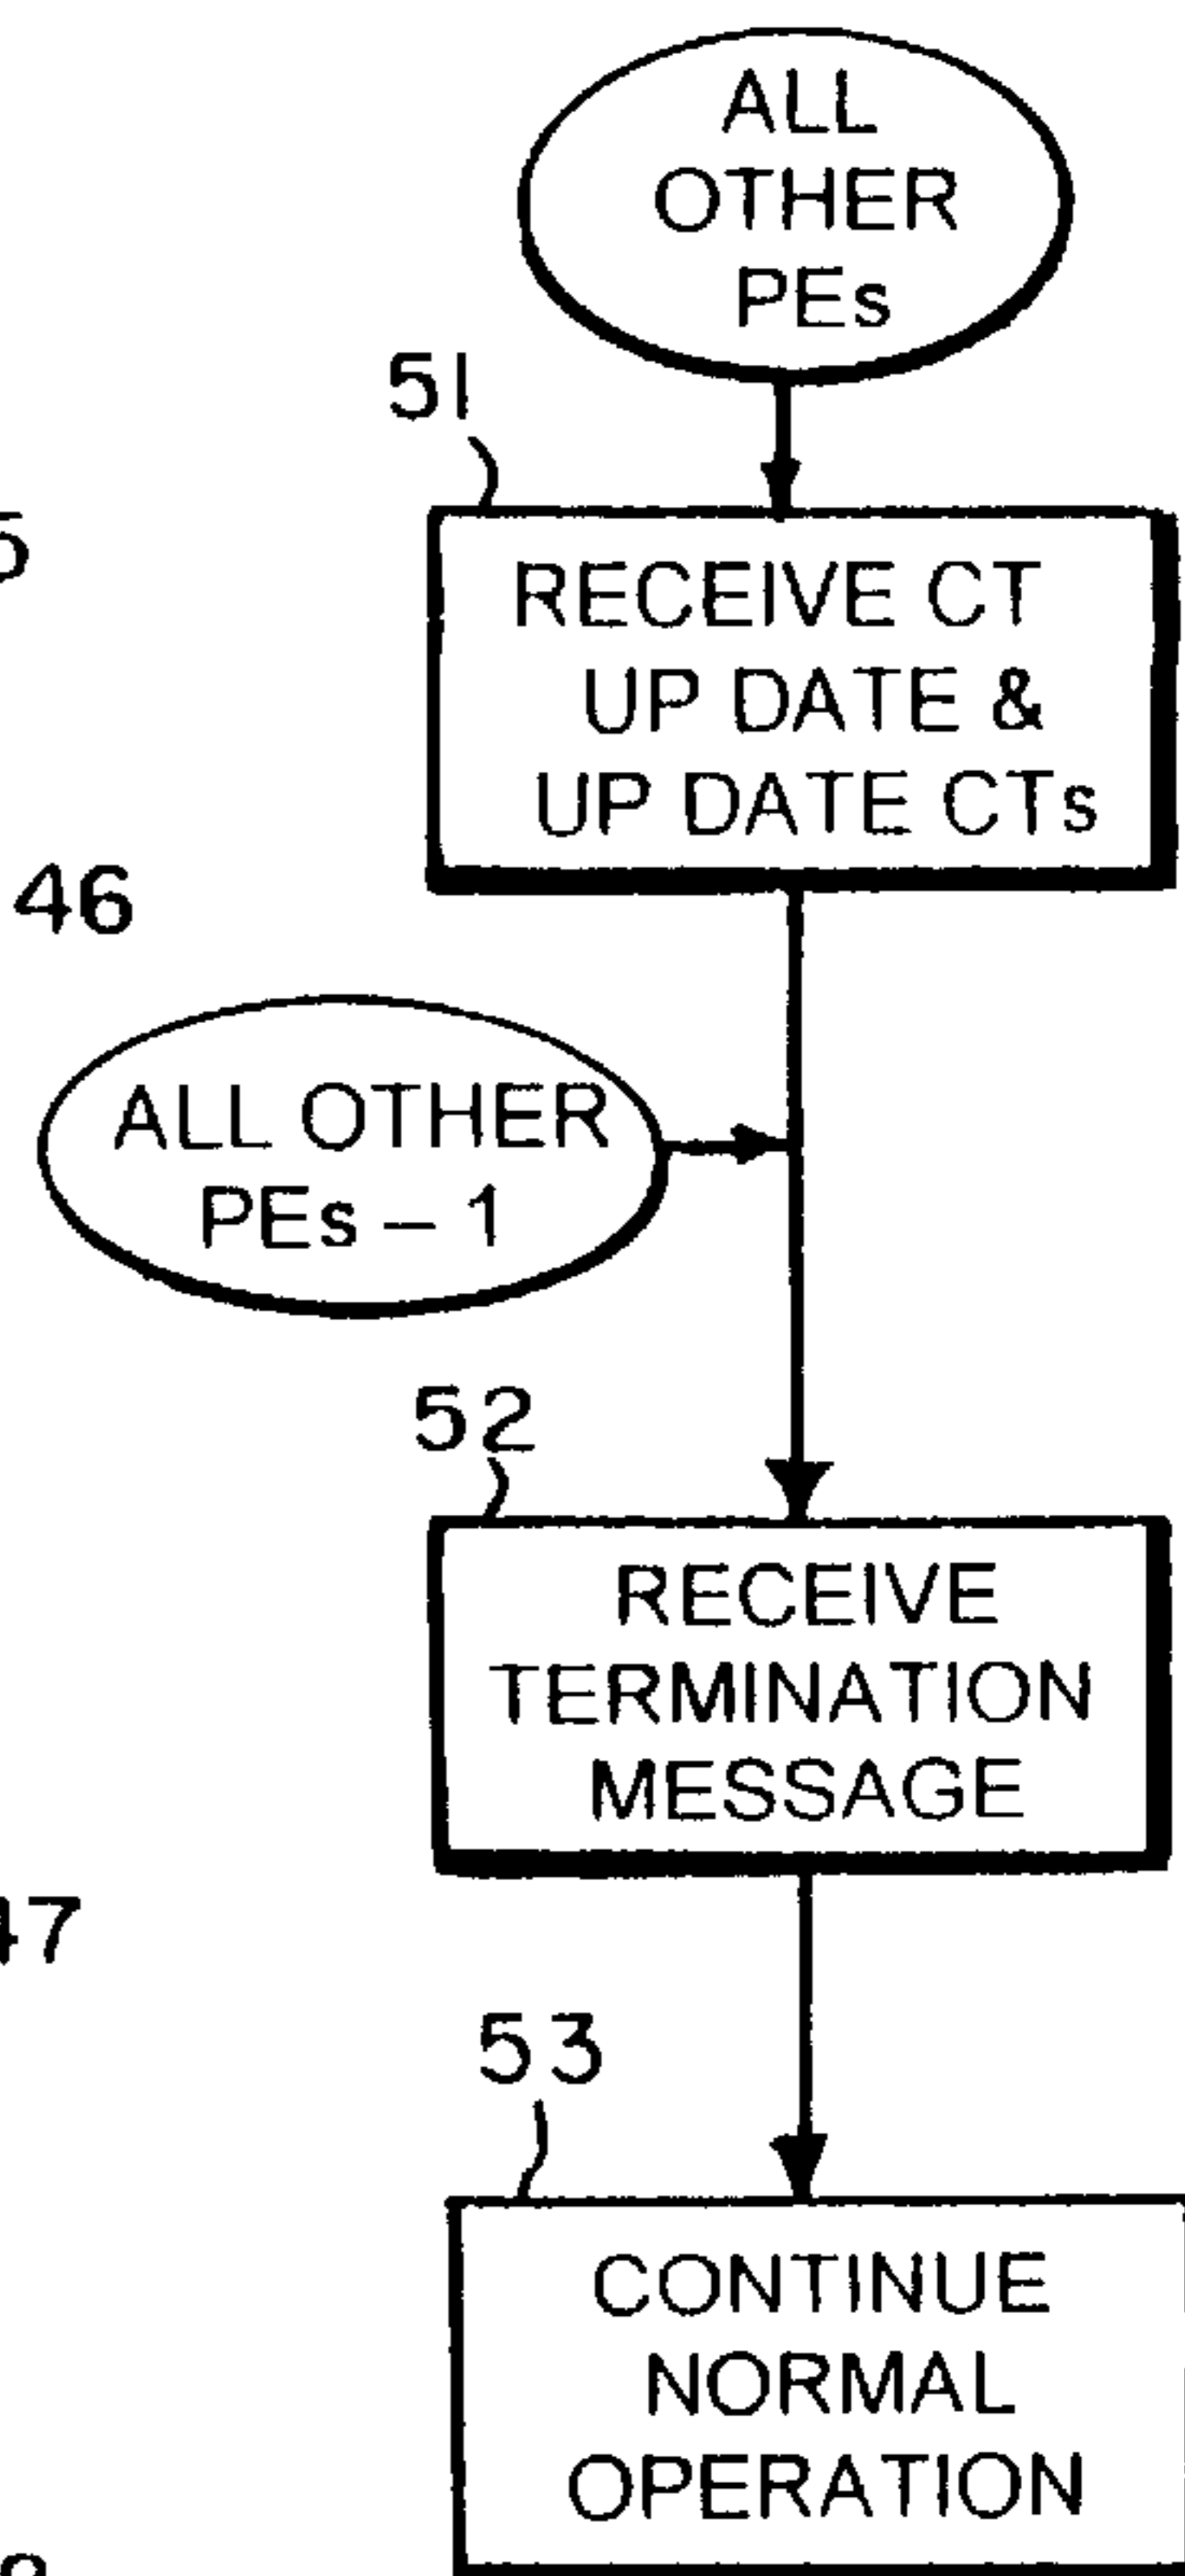 ALL
OTHER
PEs
51
RECEIVE CT
UP DATE &
UP DATE CTs
46
ALL OTHER
PEs – 1
52
RECEIVE
TERMINATION
MESSAGE
47
53
CONTINUE
NORMAL
OPERATION